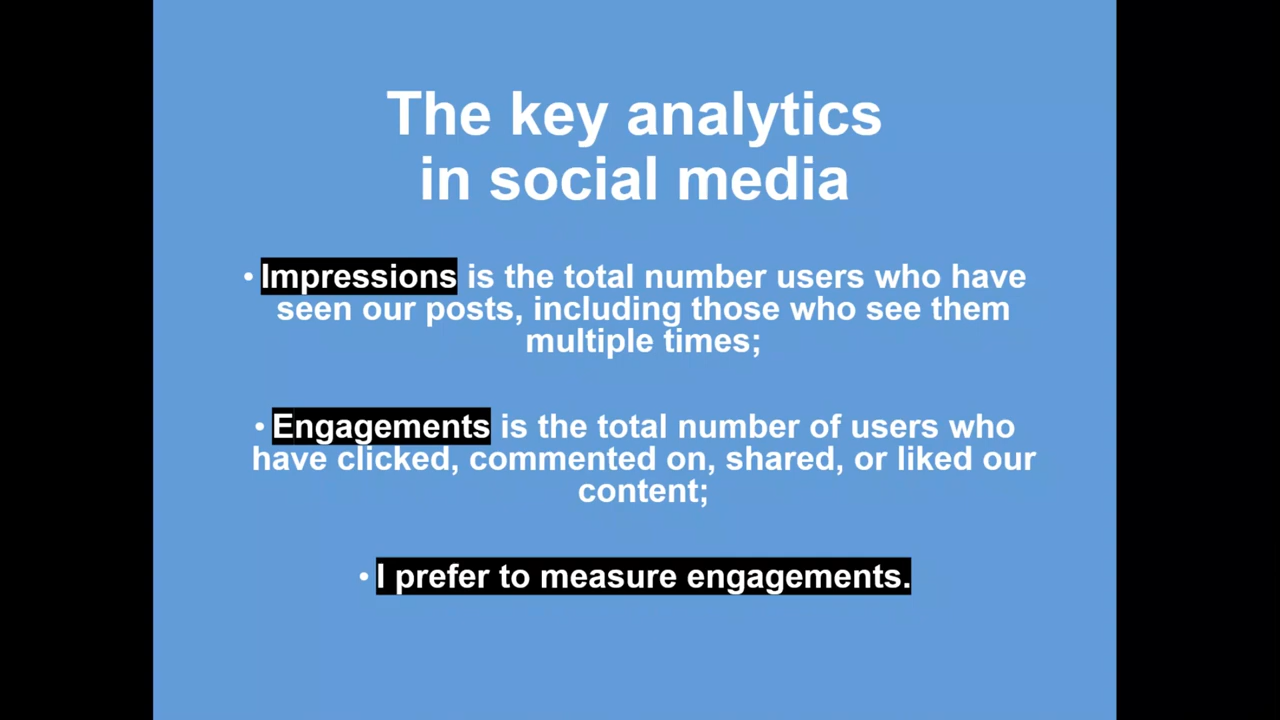 The key analytics
in social media
• Impressions is the total number users who have
seen our posts, including those who see them
multiple times;
• Engagements is the total number of users who
have clicked, commented on, shared, or liked our
content;
• I prefer to measure engagements.